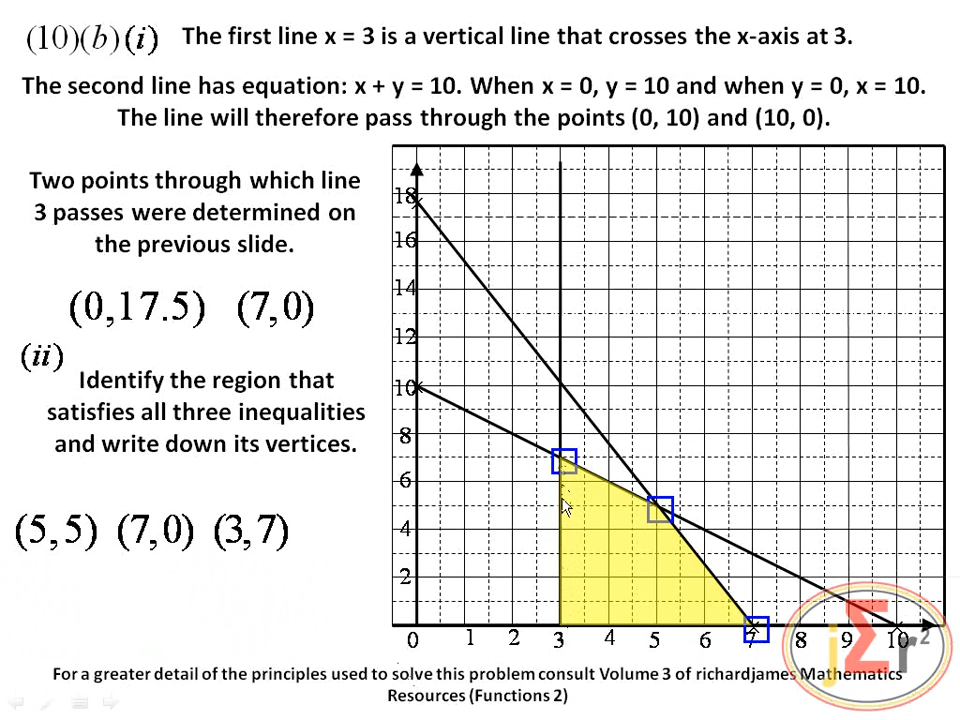 (10)(b)(i) The first line x = 3 is a vertical line that crosses the x-axis at 3.
The second line has equation: x + y = 10. When x = 0, y = 10 and when y = 0, x = 10.
The line will therefore pass through the points (0, 10) and (10, 0).
Two points through which line
3 passes were determined on
the previous slide.
(0,17.5) (7,0)
(ii)
Identify the region that
satisfies all three inequalities
and write down its vertices.
(5,5) (7,0) (3,7)
18
16
14
12
10
8
6
4
2
0 1 2 3 4 5 6 7 8 9 10
jΣr²
For a greater detail of the principles used to solve this problem consult Volume 3 of richardjames Mathematics
Resources (Functions 2)